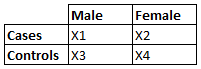 Male Female
Cases X1 X2
Controls X3 X4